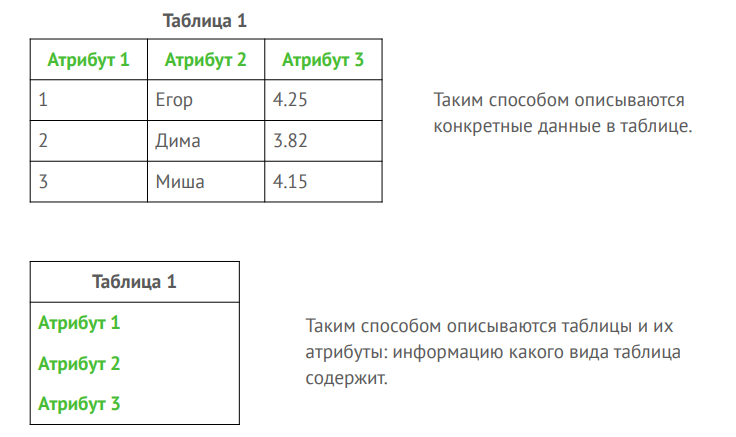 Таблица 1
Атрибут 1 Атрибут 2 Атрибут 3
1 Егор 4.25
2 Дима 3.82
3 Миша 4.15
Таким способом описываются
конкретные данные в таблице.
Таблица 1
Атрибут 1
Атрибут 2
Атрибут 3
Таким способом описываются таблицы и их
атрибуты: информацию какого вида таблица
содержит.